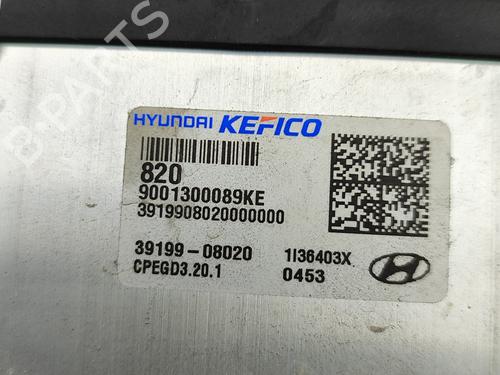 B-PARTS
HYUNDAI KEFICO
820
9001300089KE
3919908020000000
39199-08020 1I36403X
CPEGD3.20.1 0453